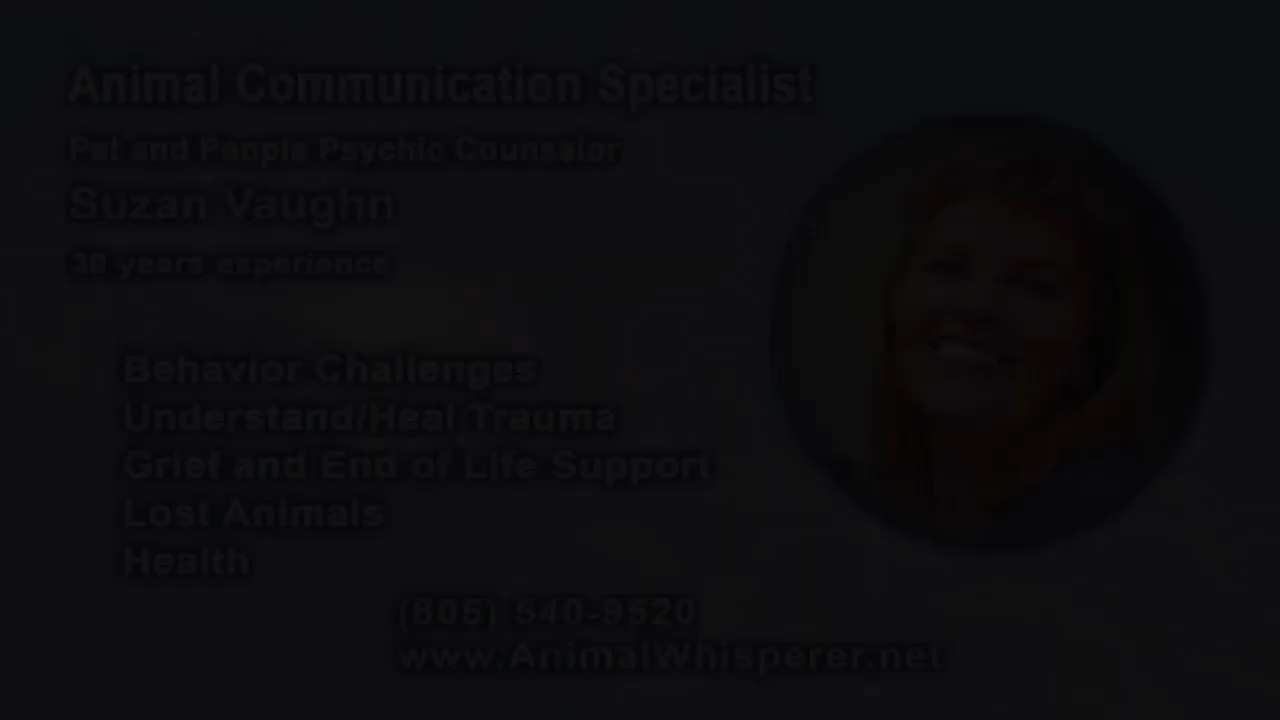 Animal Communication Specialist
Pet and People Psychic Counselor
Suzan Vaughn
30 years experience
Behavior Challenges
Understand/Heal Trauma
Grief and End of Life Support
Lost Animals
Health
(805) 540-9520
www.AnimalWhisperer.net